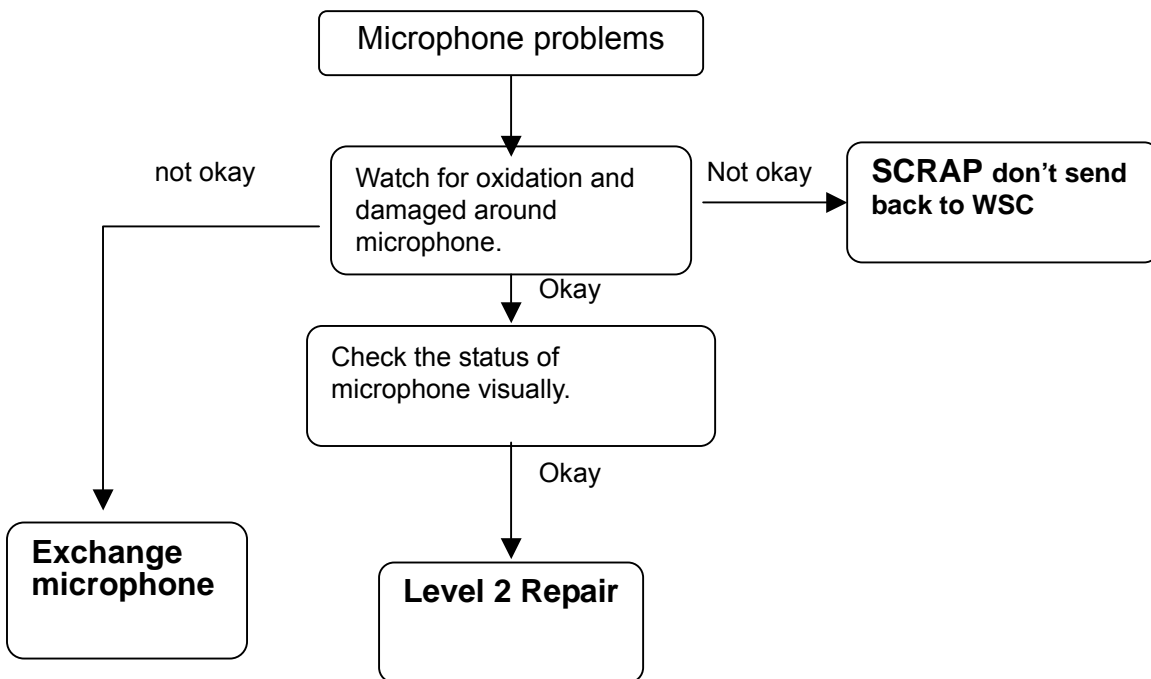 Microphone problems
not okay
Watch for oxidation and
damaged around
microphone.
Not okay
SCRAP don’t send
back to WSC
Okay
Check the status of
microphone visually.
Okay
Exchange
microphone
Level 2 Repair